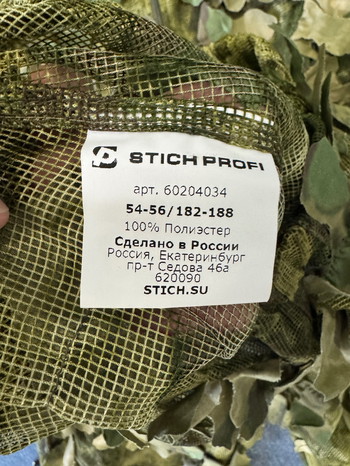 STICH PROFI
арт. 60204034
54-56/182-188
100% Полиэстер
Сделано в России
Россия, Екатеринбург
пр-т Седова 46а
620090
STICH.SU